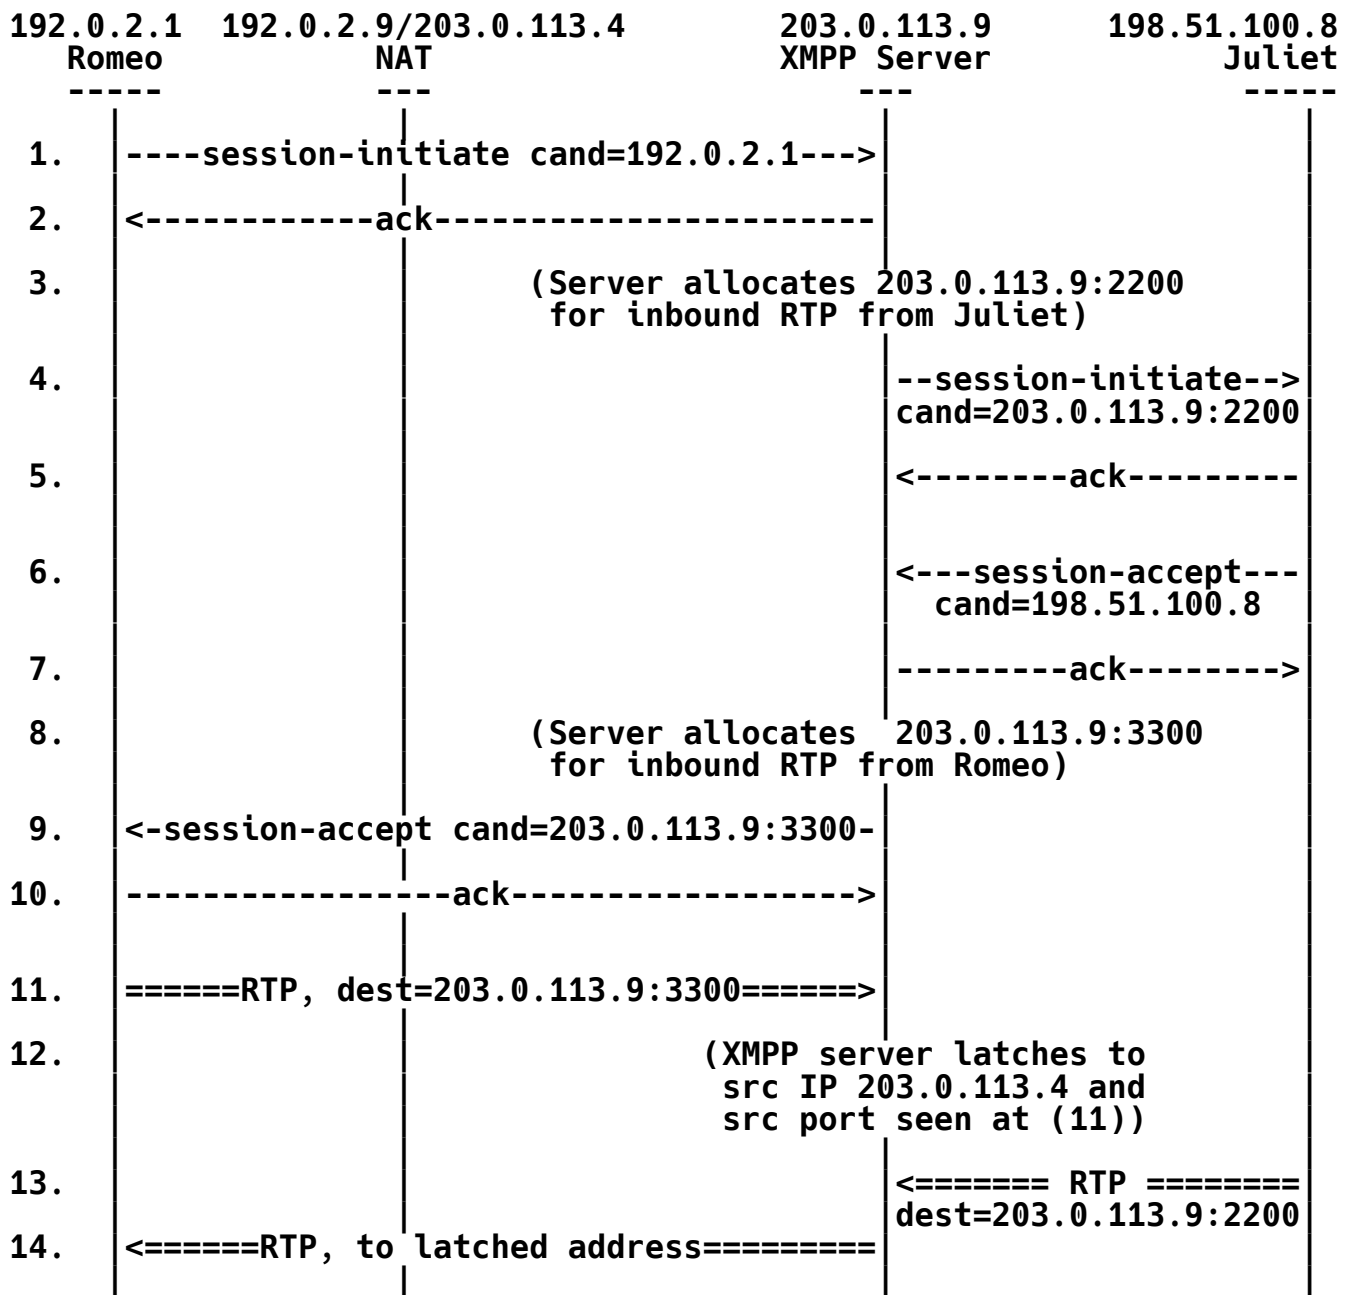 192.0.2.1  192.0.2.9/203.0.113.4        203.0.113.9      198.51.100.8
   Romeo           NAT                  XMPP Server            Juliet
   -----           ---                      ---                 -----
 1.   |----session-initiate cand=192.0.2.1--->|
 2.   |<------------ack-----------------------|
 3.                        (Server allocates 203.0.113.9:2200
                            for inbound RTP from Juliet)
 4.                                           |--session-initiate-->|
                                              |cand=203.0.113.9:2200|
 5.                                           |<--------ack---------|
 6.                                           |<---session-accept---|
                                              |  cand=198.51.100.8  |
 7.                                           |---------ack-------->|
 8.                        (Server allocates  203.0.113.9:3300
                            for inbound RTP from Romeo)
 9.   |<-session-accept cand=203.0.113.9:3300-|
10.   |-----------------ack------------------>|
11.   |======RTP, dest=203.0.113.9:3300======>|
12.                                 (XMPP server latches to
                                     src IP 203.0.113.4 and
                                     src port seen at (11))
13.                                           |<======= RTP ========|
                                              |dest=203.0.113.9:2200|
14.   |<======RTP, to latched address=========|